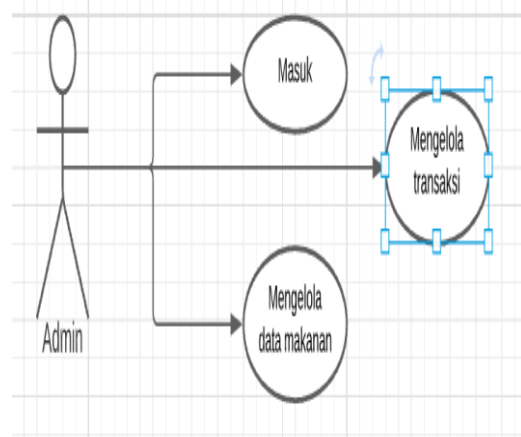 Masuk
Mengelola
transaksi
Mengelola
data makanan
Admin